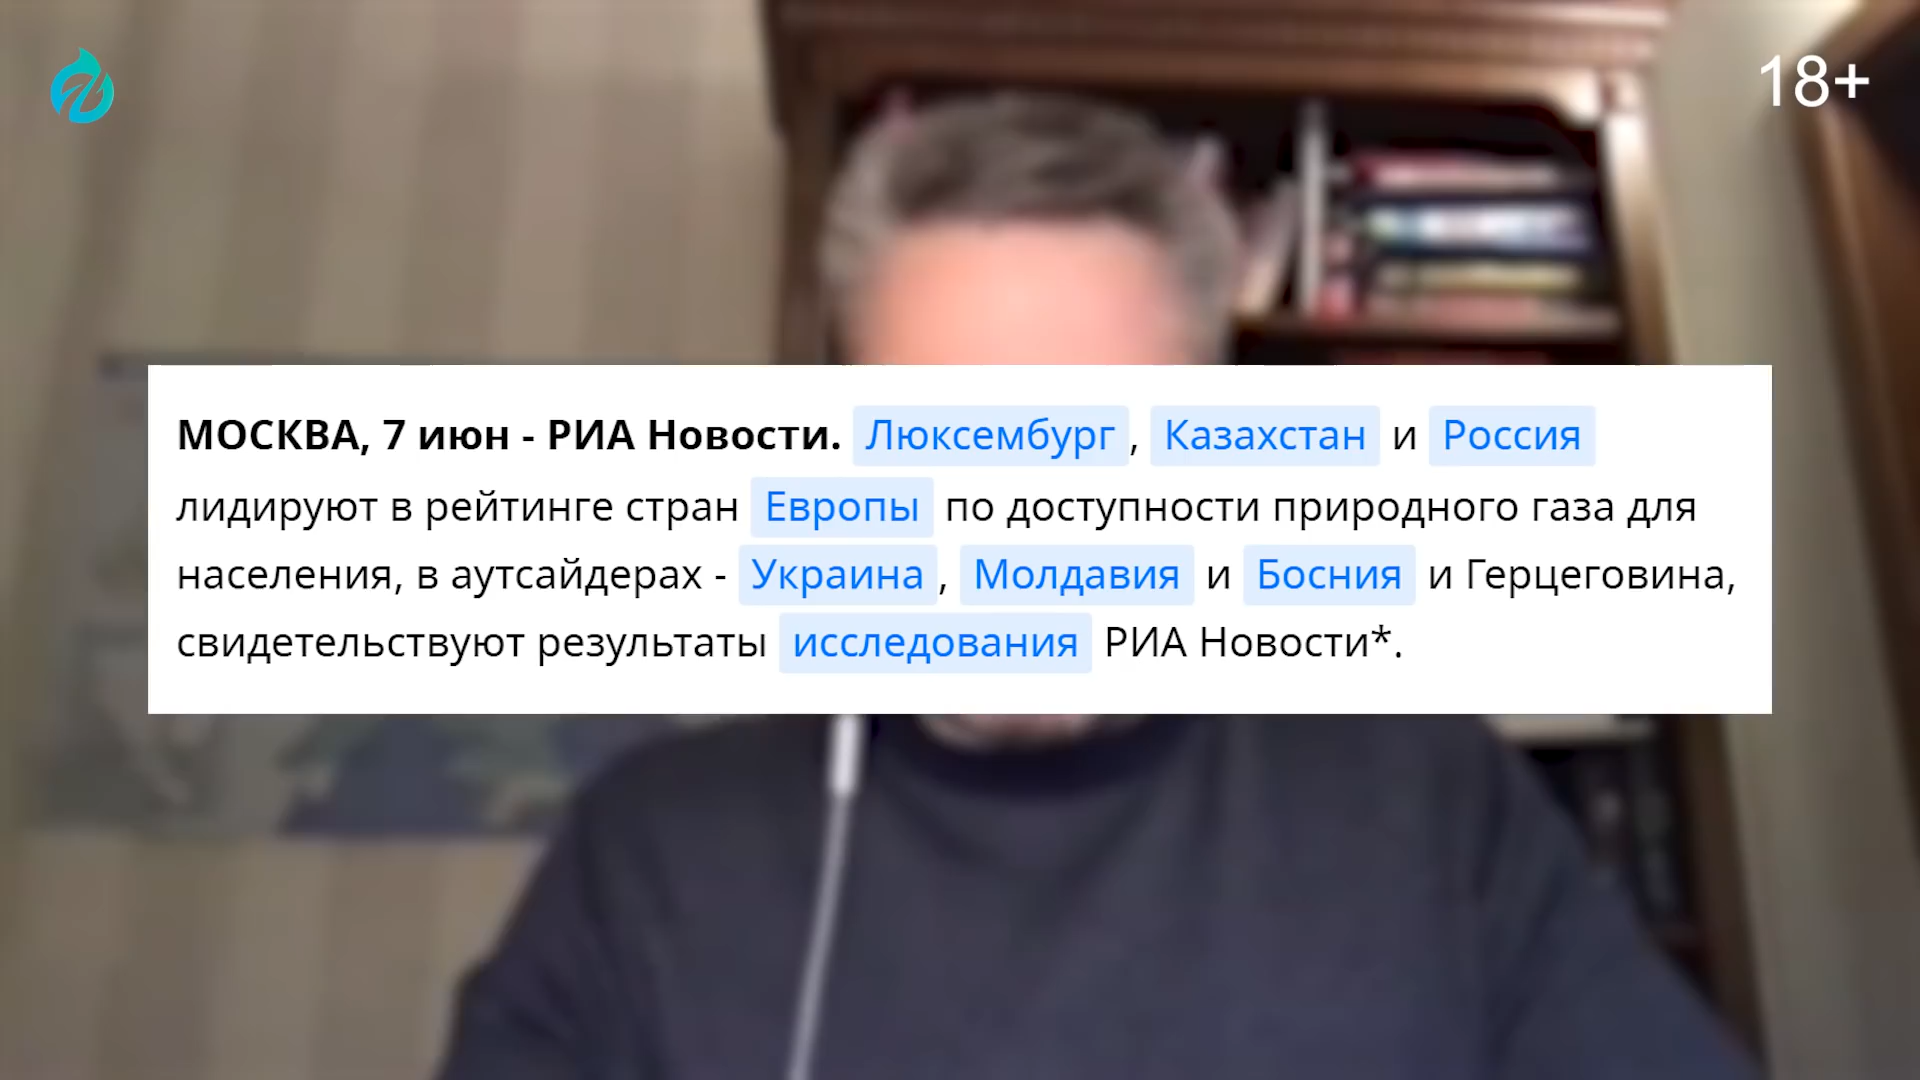 18+
МОСКВА, 7 июн - РИА Новости. Люксембург, Казахстан и Россия
лидируют в рейтинге стран Европы по доступности природного газа для
населения, в аутсайдерах - Украина, Молдавия и Босния и Герцеговина,
свидетельствуют результаты исследования РИА Новости*.